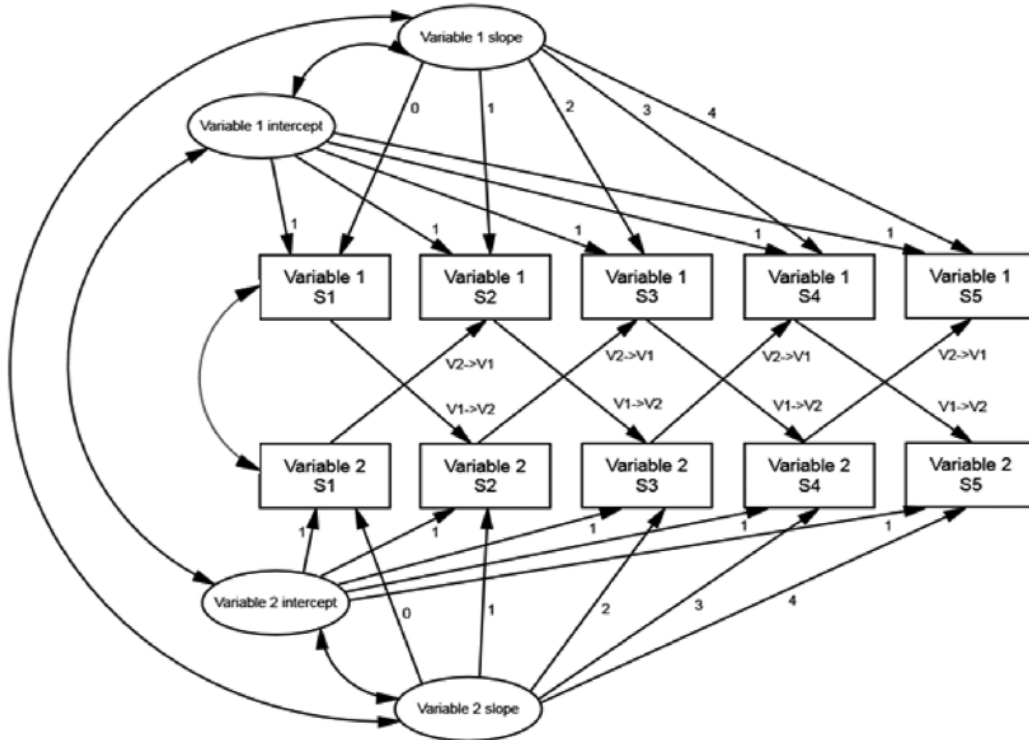 Variable 1 slope
Variable 1 intercept
0
1
2
3
4
1
1
1
1
1
Variable 1
S1
Variable 1
S2
Variable 1
S3
Variable 1
S4
Variable 1
S5
V2->V1
V2->V1
V2->V1
V2->V1
V1->V2
V1->V2
V1->V2
V1->V2
Variable 2
S1
Variable 2
S2
Variable 2
S3
Variable 2
S4
Variable 2
S5
1
1
1
1
1
Variable 2 intercept
0
1
2
3
4
Variable 2 slope